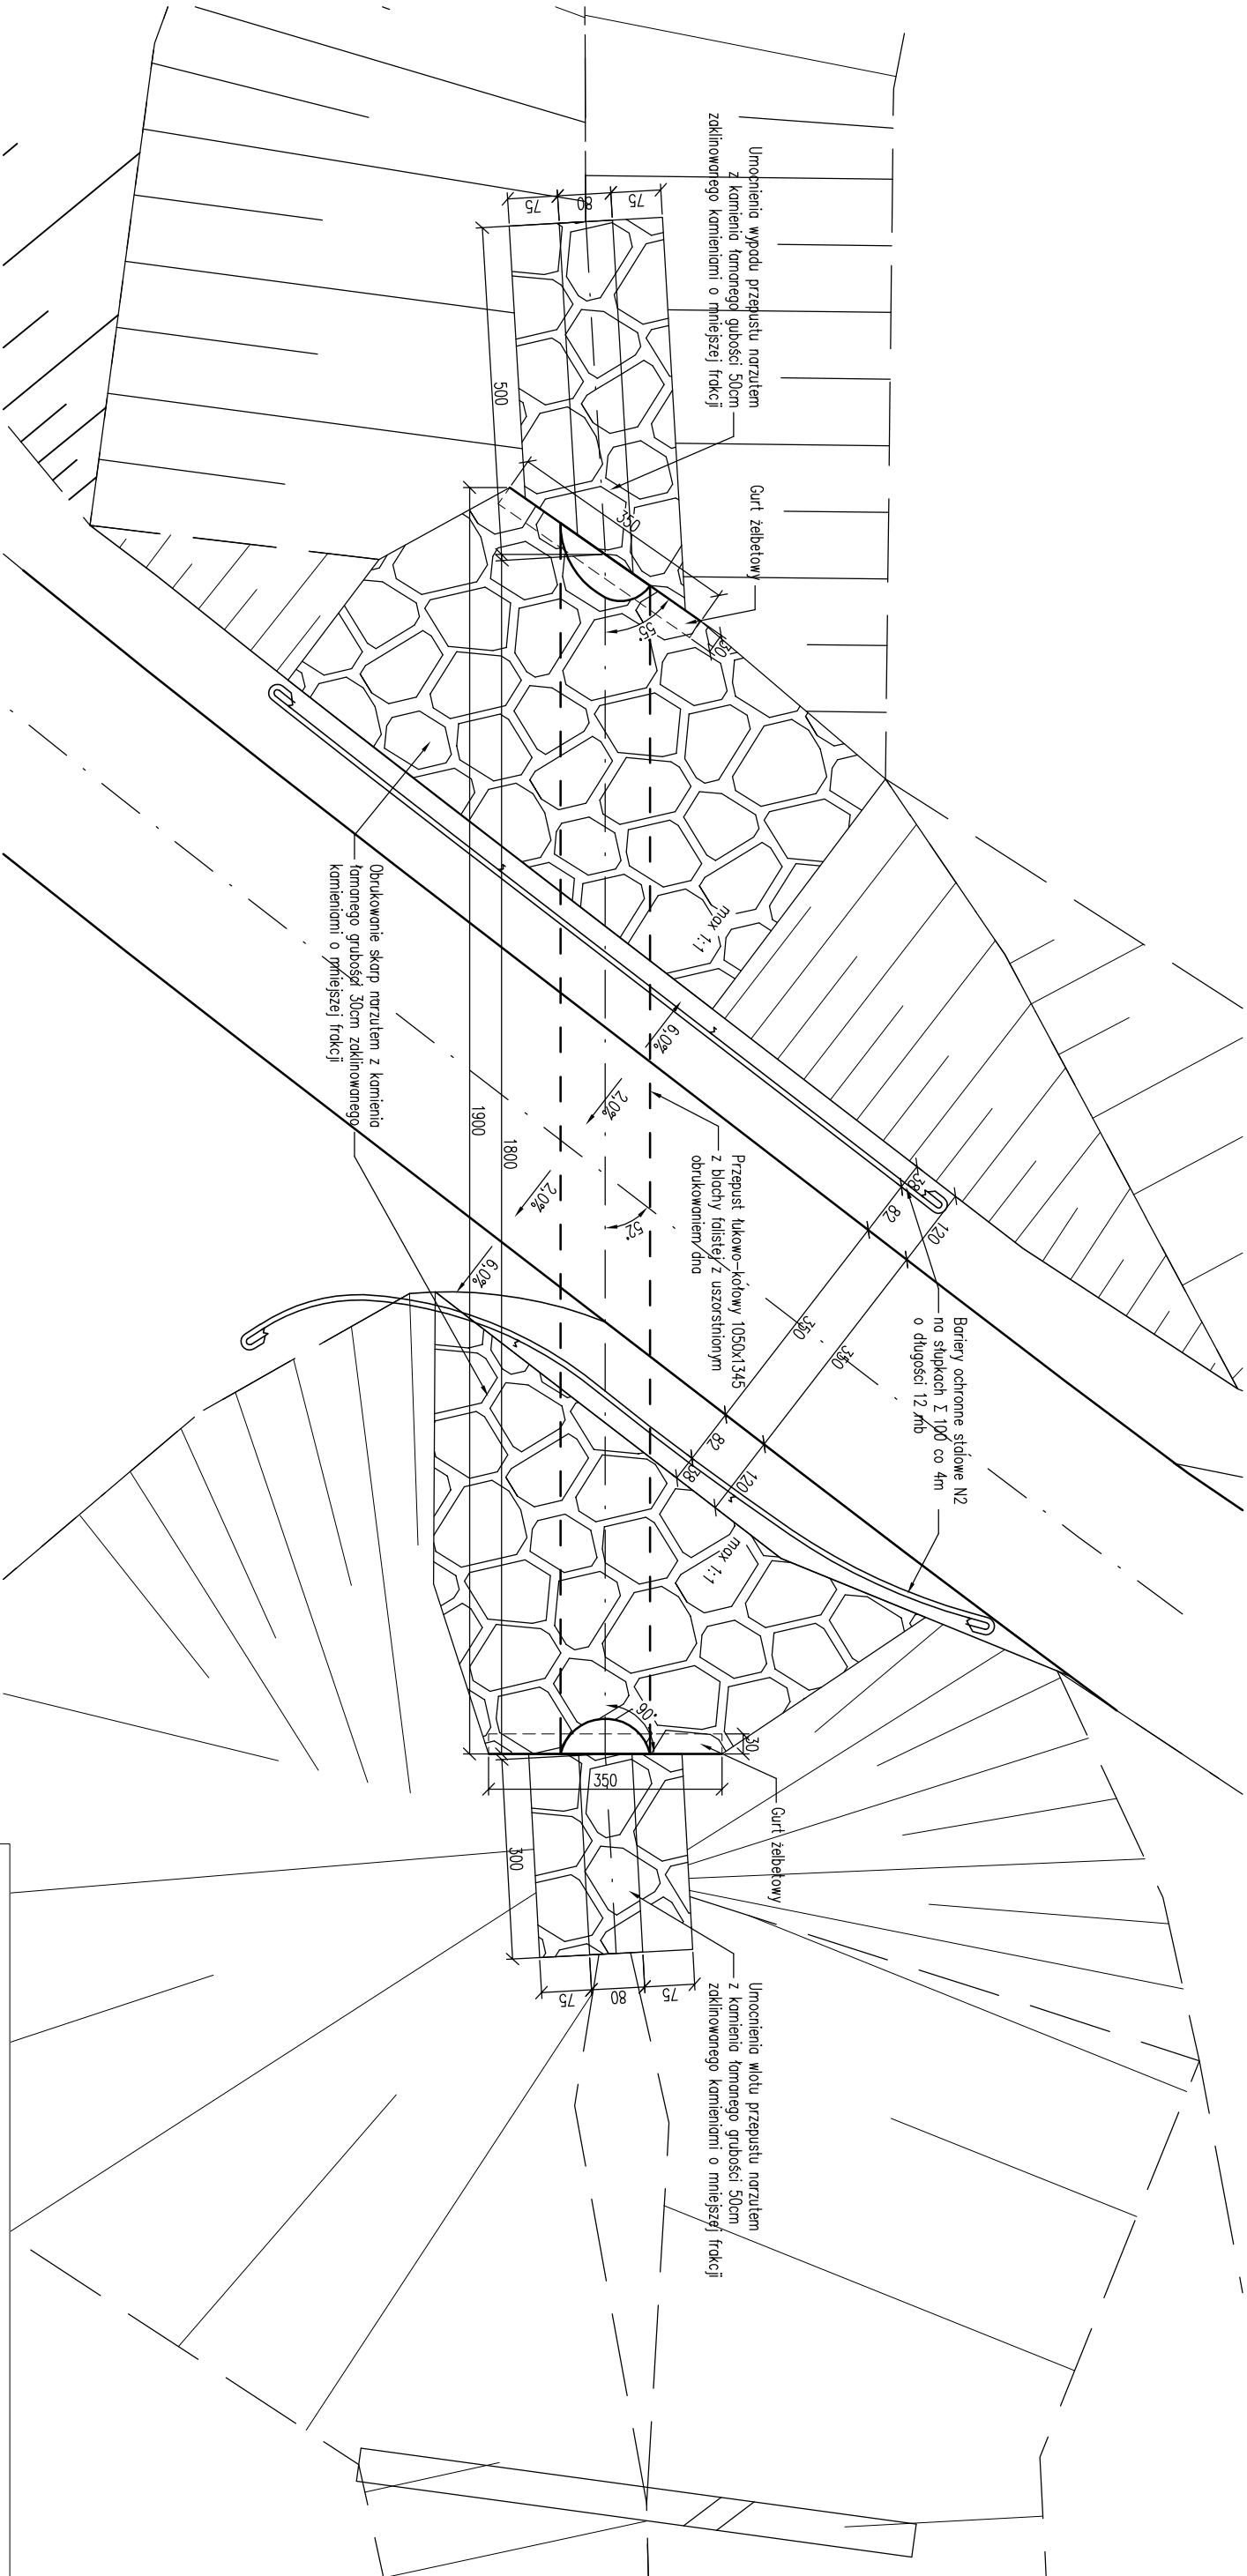 Umocnienia wypadu przepustu narzutem
z kamienia łamanego gubości 50cm
zaklinowanego kamieniami o mniejszej frakcji
75
80
75
500
Gurt żelbetowy
350
55°
30
max 1:1
Obrukowanie skarp narzutem z kamienia
łamanego grubości 30cm zaklinowanego
kamieniami o mniejszej frakcji
6,0%
2,0%
2,0%
6,0%
1900
1800
52°
Przepust łukowo-kołowy 1050x1345
z blachy falistej z uszorstnionym
obrukowaniem dna
38
82
120
350
350
82
38
120
Bariery ochronne stalowe N2
na słupkach Σ 100 co 4m
o długości 12 mb
max 1:1
90°
30
350
Gurt żelbetowy
300
75
80
75
Umocnienia wlotu przepustu narzutem
z kamienia łamanego grubości 50cm
zaklinowanego kamieniami o mniejszej frakcji